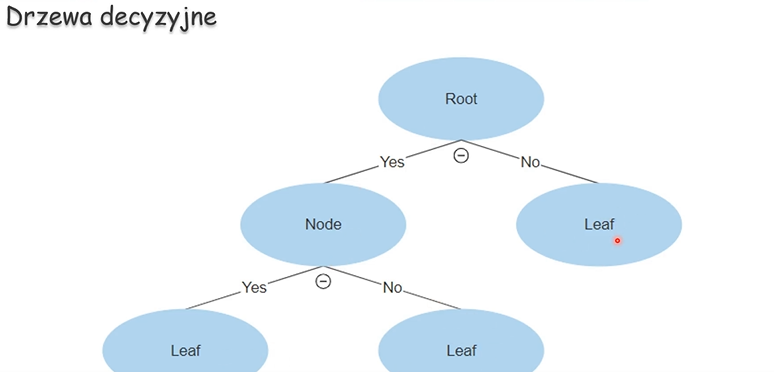 Drzewa decyzyjne
Root
Yes
No
Node
Leaf
Yes
No
Leaf
Leaf